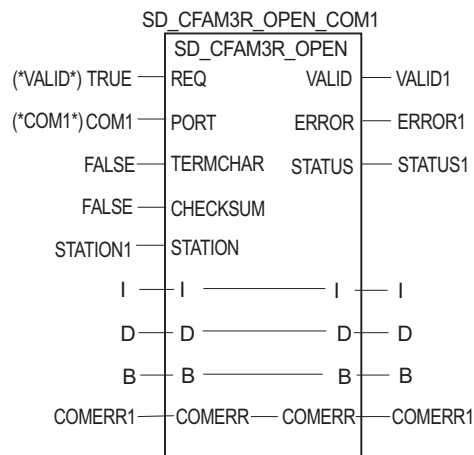 SD_CFAM3R_OPEN_COM1
SD_CFAM3R_OPEN
(*VALID*) TRUE REQ VALID VALID1
(*COM1*) COM1 PORT ERROR ERROR1
FALSE TERMCHAR STATUS STATUS1
FALSE CHECKSUM
STATION1 STATION
I I I I
D D D D
B B B B
COMERR1 COMERR COMERR COMERR1